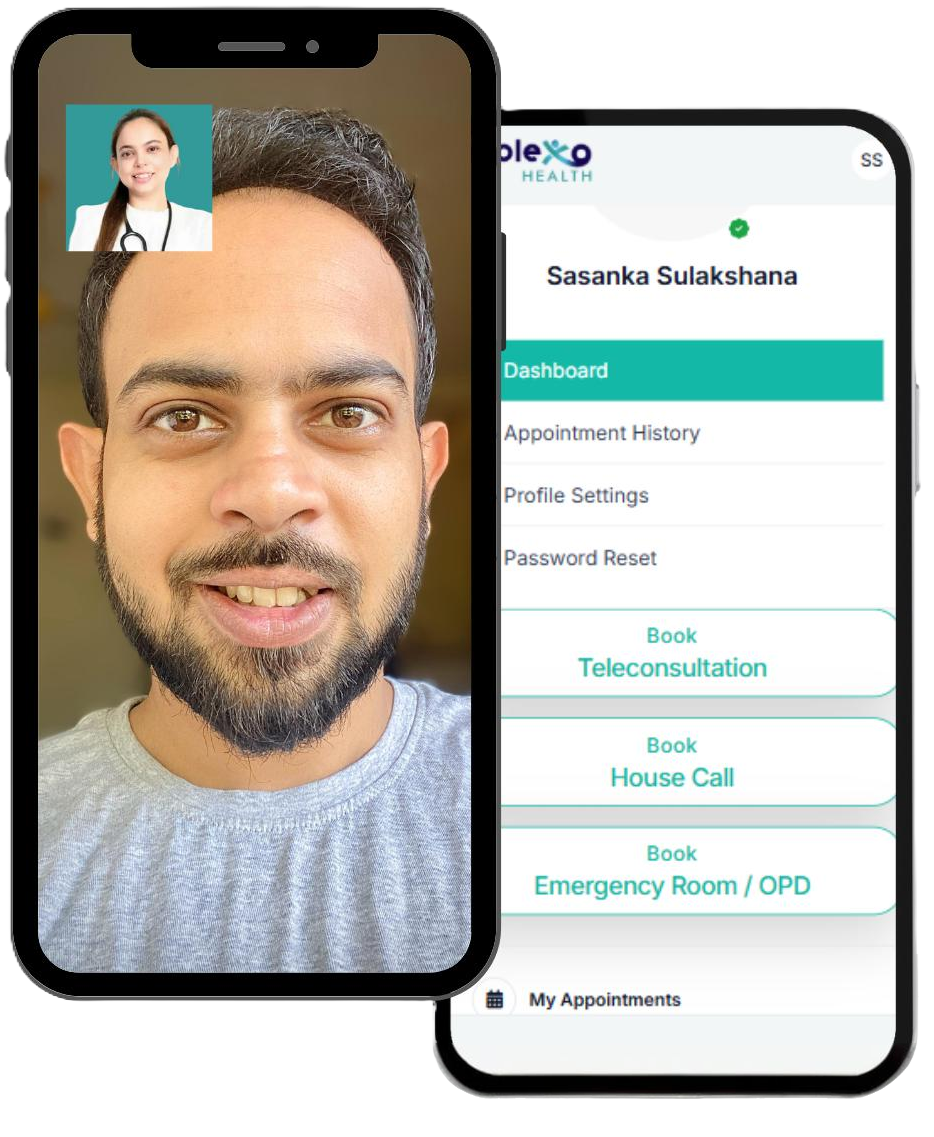 HEALTH
SS
Sasanka Sulakshana
Dashboard
Appointment History
Profile Settings
Password Reset
Book
Teleconsultation
Book
House Call
Book
Emergency Room / OPD
My Appointments